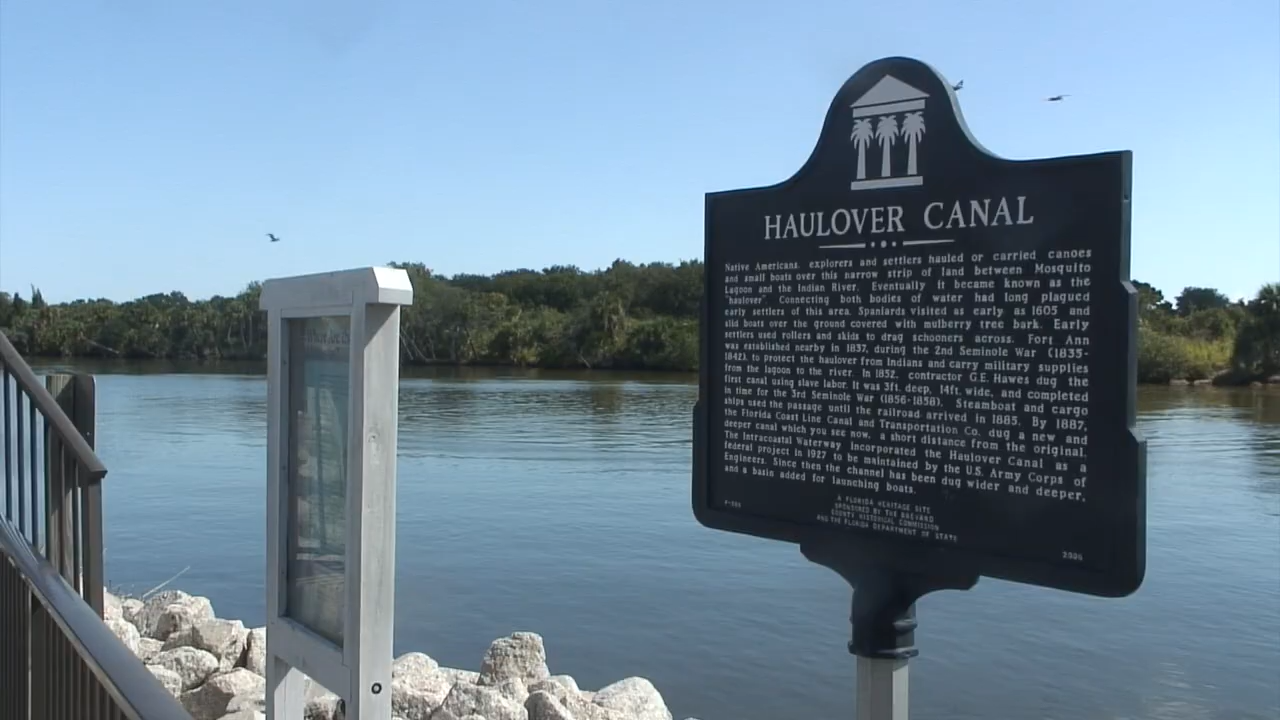 HAULOVER CANAL
Native Americans, explorers and settlers hauled or carried canoes
and small boats over this narrow strip of land between Mosquito
Lagoon and the Indian River. Eventually it became known as the
"haulover". Connecting both bodies of water had long plagued
early settlers of this area. Spaniards visited as early as 1605 and
slid boats over the ground covered with mulberry tree bark. Early
settlers used rollers and skids to drag schooners across. Fort Ann
was established nearby in 1837, during the 2nd Seminole War (1835-
1842), to protect the haulover from Indians and carry military supplies
from the lagoon to the river. In 1852, contractor G.E. Hawes dug the
first canal using slave labor. It was 3ft. deep, 14ft. wide, and completed
in time for the 3rd Seminole War (1856-1858). Steamboat and cargo
ships used the passage until the railroad arrived in 1885. By 1887,
the Florida Coast Line Canal and Transportation Co. dug a new and
deeper canal which you see now, a short distance from the original.
The Intracoastal Waterway incorporated the Haulover Canal as a
federal project in 1927 to be maintained by the U.S. Army Corps of
Engineers. Since then the channel has been dug wider and deeper,
and a basin added for launching boats.
A FLORIDA HERITAGE SITE
SPONSORED BY THE BREVARD
COUNTY HISTORICAL COMMISSION
AND THE FLORIDA DEPARTMENT OF STATE